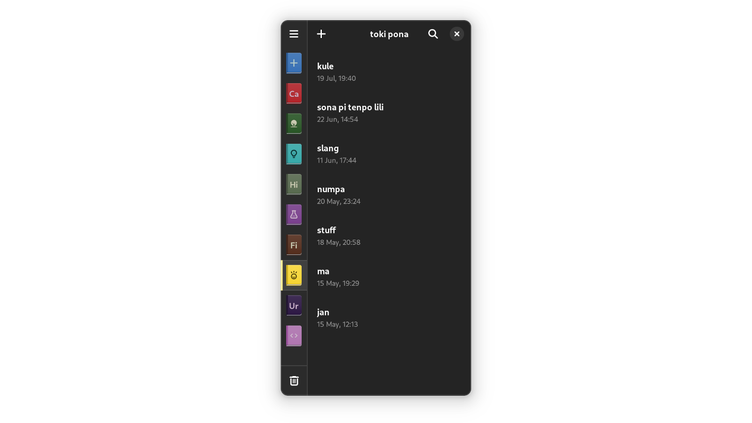 toki pona
kule
19 Jul, 19:40
Ca
sona pi tenpo lili
22 Jun, 14:54
slang
11 Jun, 17:44
Hi
numpa
20 May, 23:24
stuff
18 May, 20:58
Fi
ma
15 May, 19:29
Ur
jan
15 May, 12:13